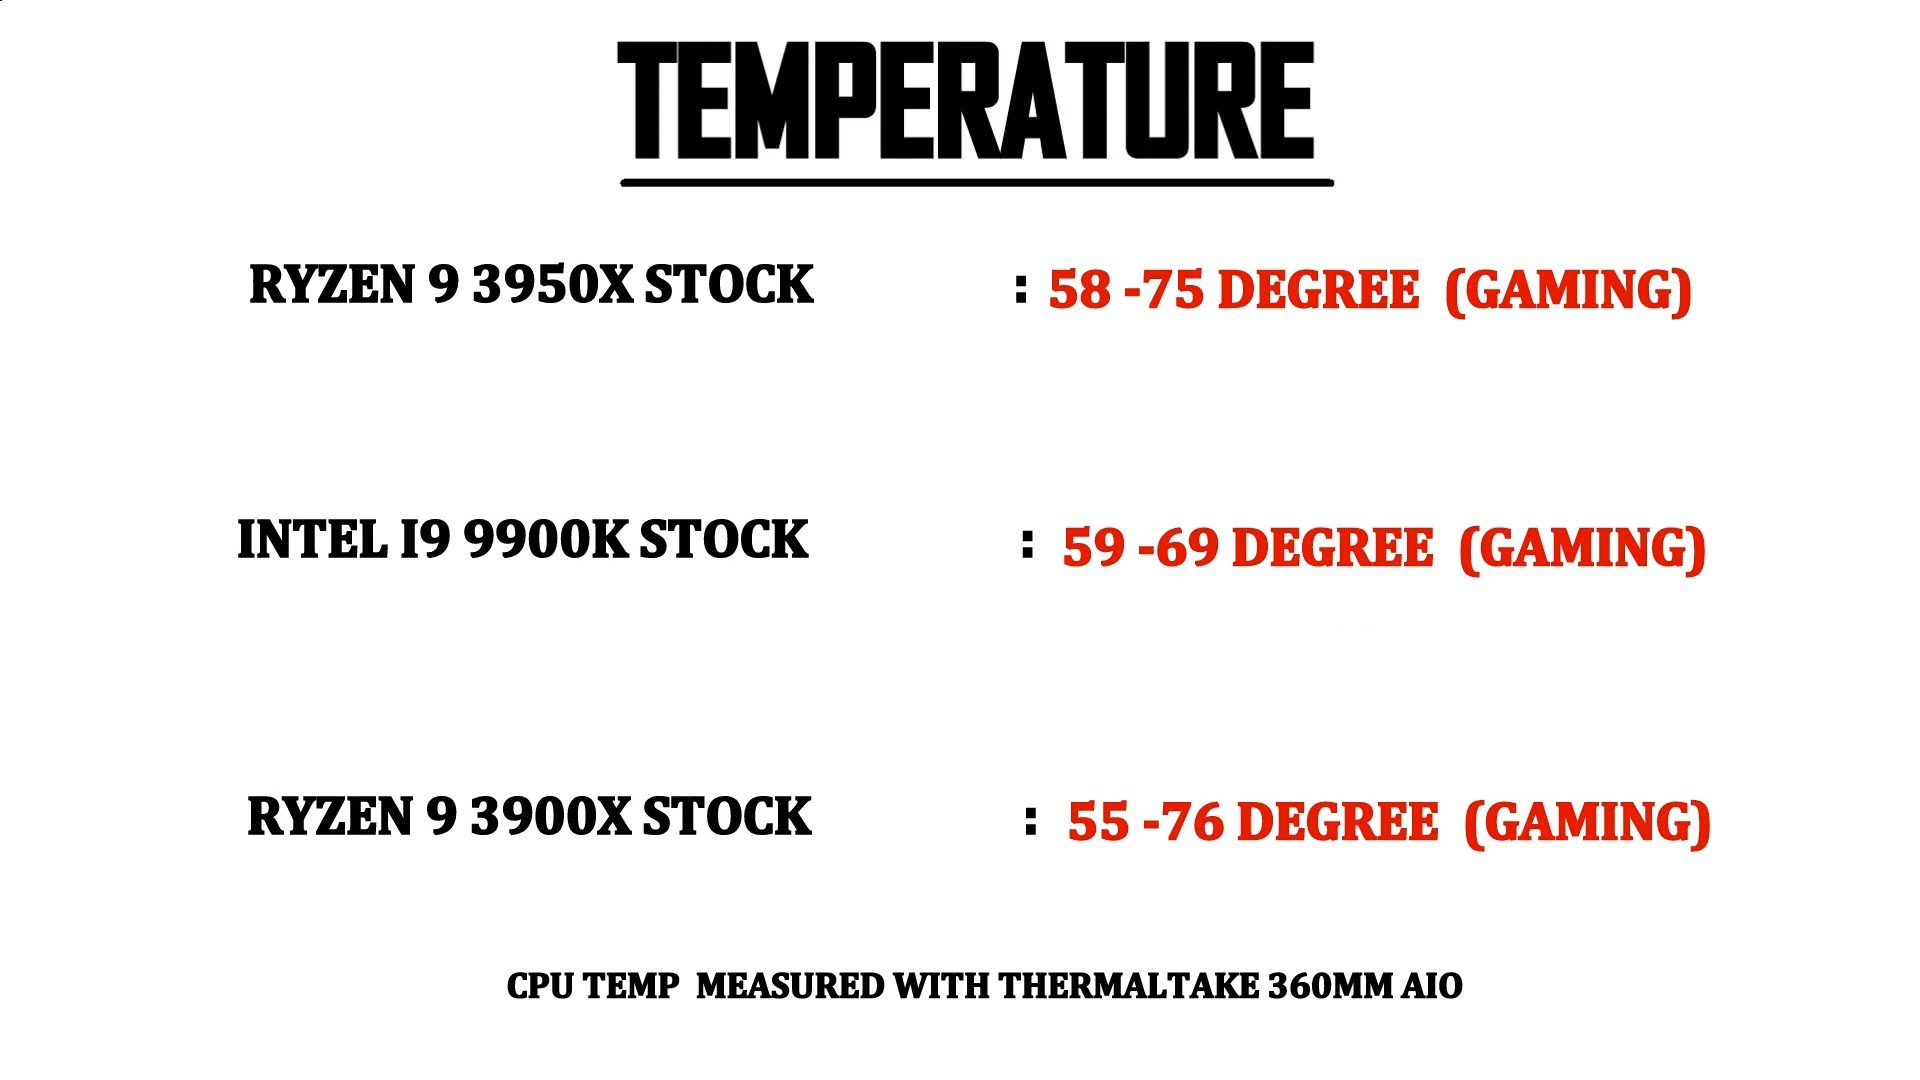 TEMPERATURE
RYZEN 9 3950X STOCK : 58 -75 DEGREE (GAMING)
INTEL I9 9900K STOCK : 59 -69 DEGREE (GAMING)
RYZEN 9 3900X STOCK : 55 -76 DEGREE (GAMING)
CPU TEMP MEASURED WITH THERMALTAKE 360MM AIO